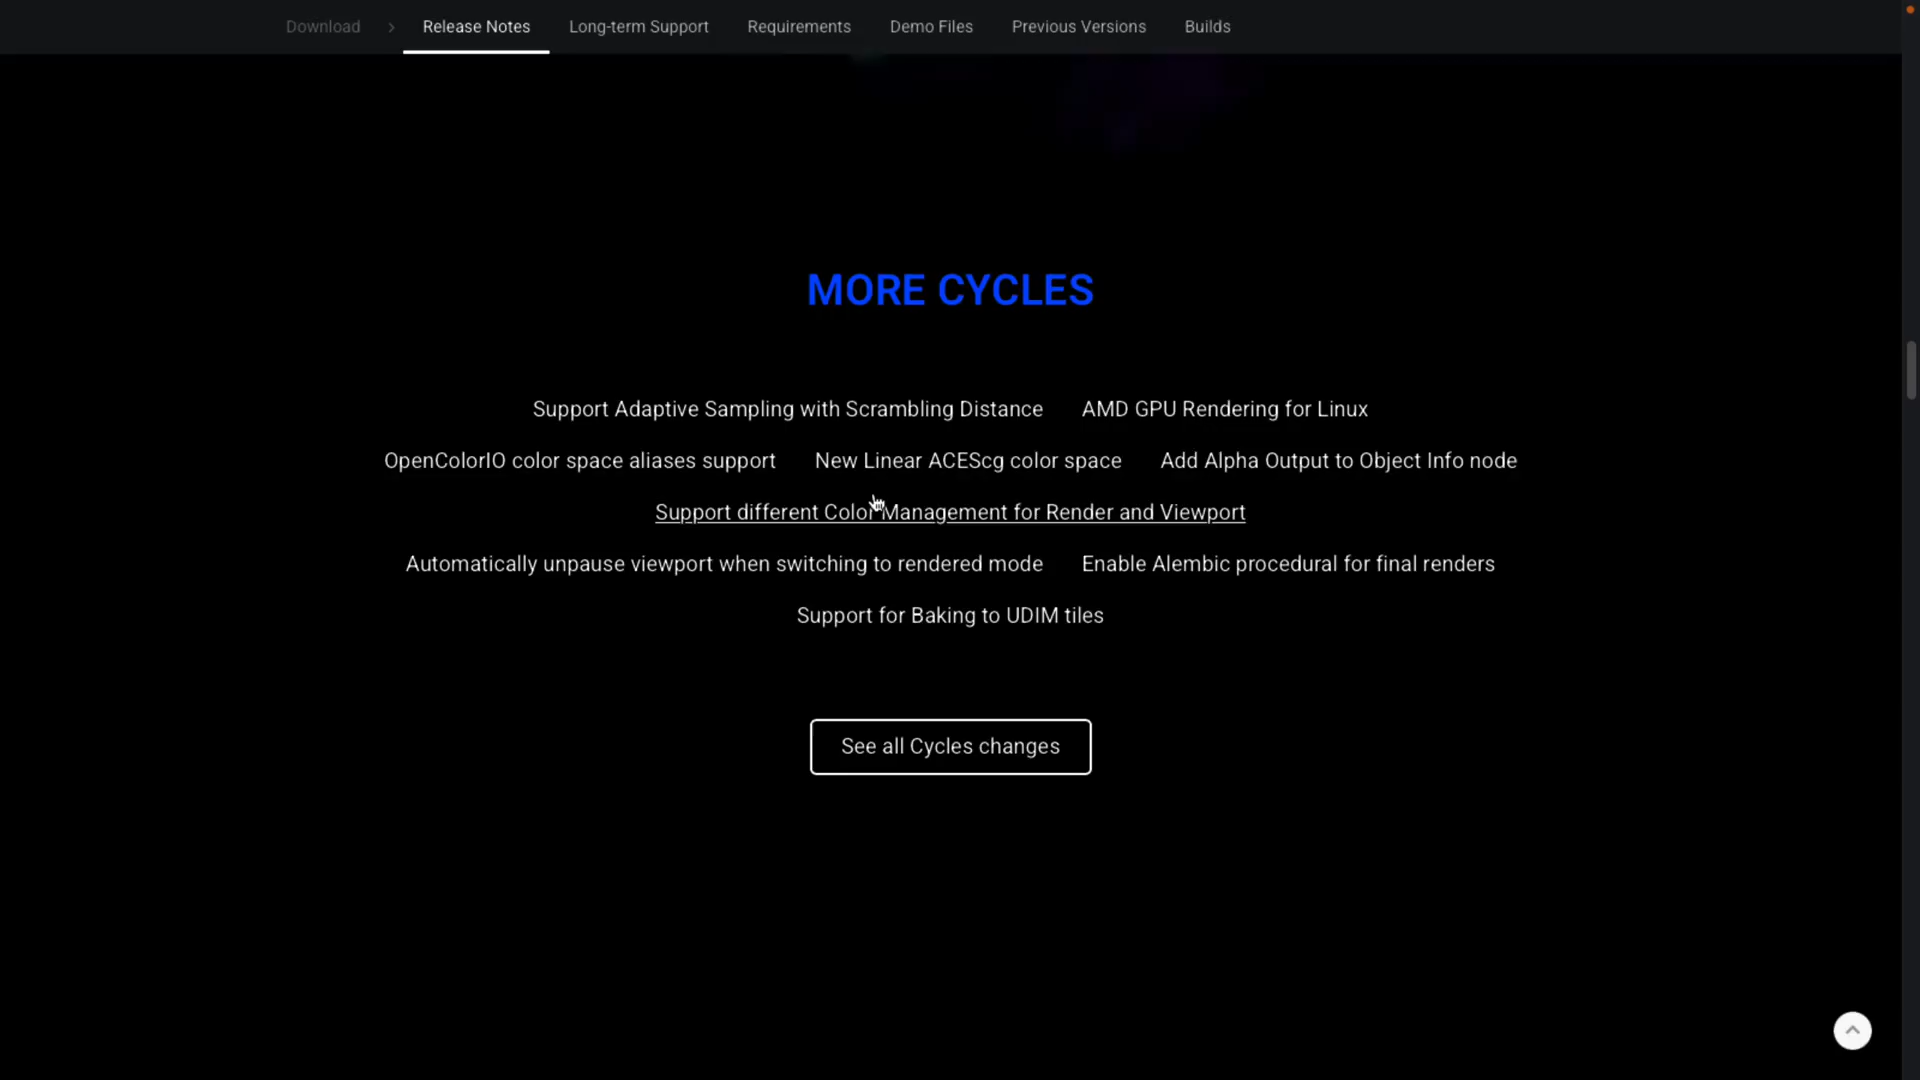 Download > Release Notes Long-term Support Requirements Demo Files Previous Versions Builds
MORE CYCLES
Support Adaptive Sampling with Scrambling Distance AMD GPU Rendering for Linux
OpenColorIO color space aliases support New Linear ACEScg color space Add Alpha Output to Object Info node
Support different Color Management for Render and Viewport
Automatically unpause viewport when switching to rendered mode Enable Alembic procedural for final renders
Support for Baking to UDIM tiles
See all Cycles changes